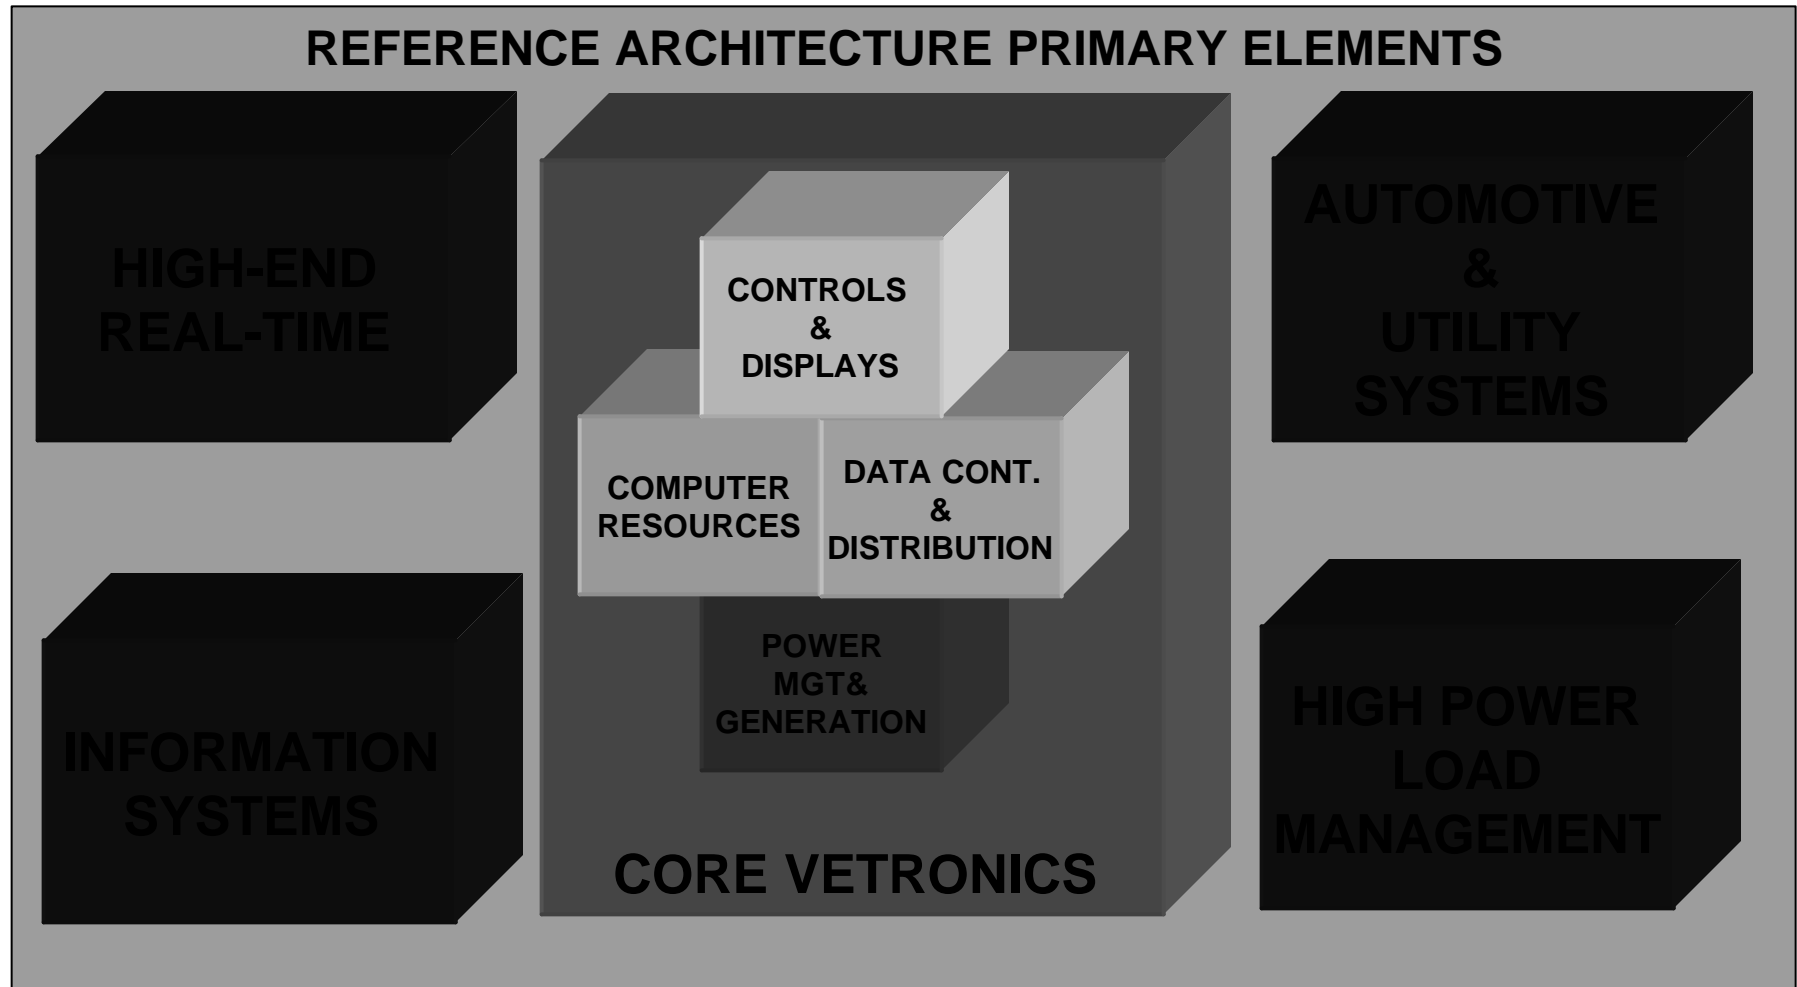 REFERENCE ARCHITECTURE PRIMARY ELEMENTS
HIGH-END
REAL-TIME
INFORMATION
SYSTEMS
CONTROLS
&
DISPLAYS
COMPUTER
RESOURCES
DATA CONT.
&
DISTRIBUTION
POWER
MGT&
GENERATION
CORE VETRONICS
AUTOMOTIVE
&
UTILITY
SYSTEMS
HIGH POWER
LOAD
MANAGEMENT